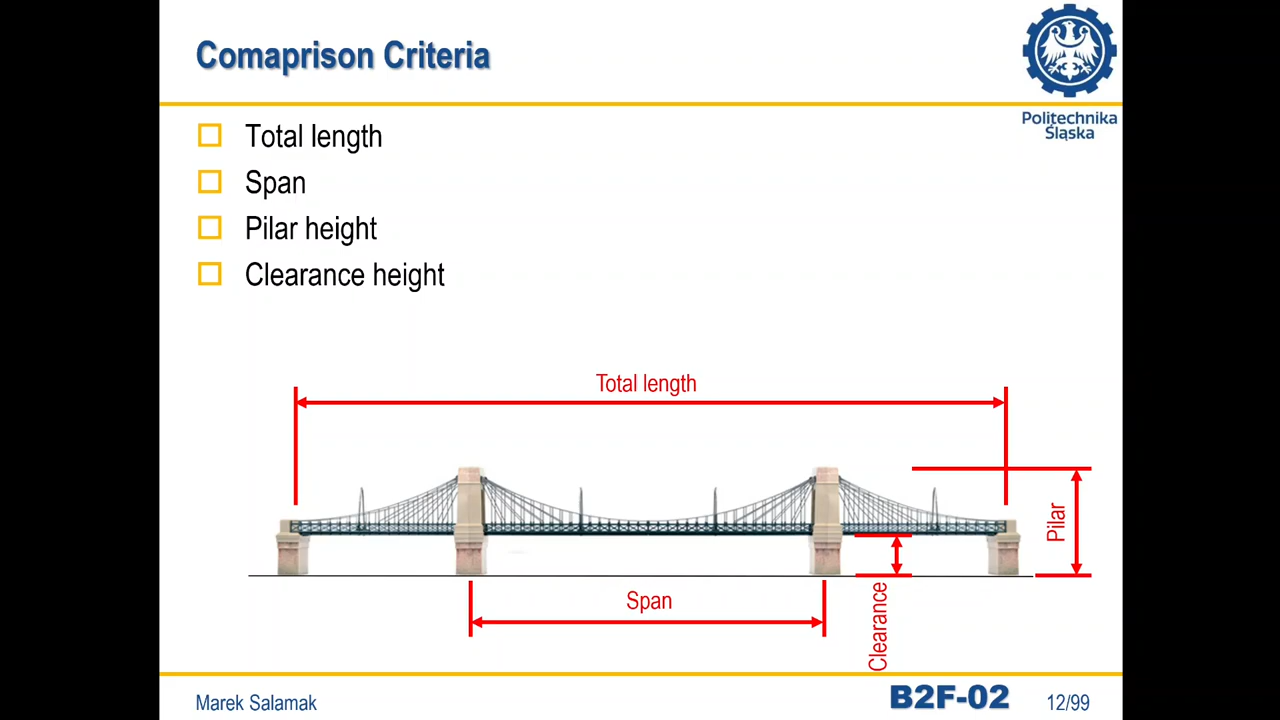 Comaprison Criteria
Politechnika
Śląska
Total length
Span
Pilar height
Clearance height
Total length
Pilar
Span
Clearance
Marek Salamak
B2F-02
12/99